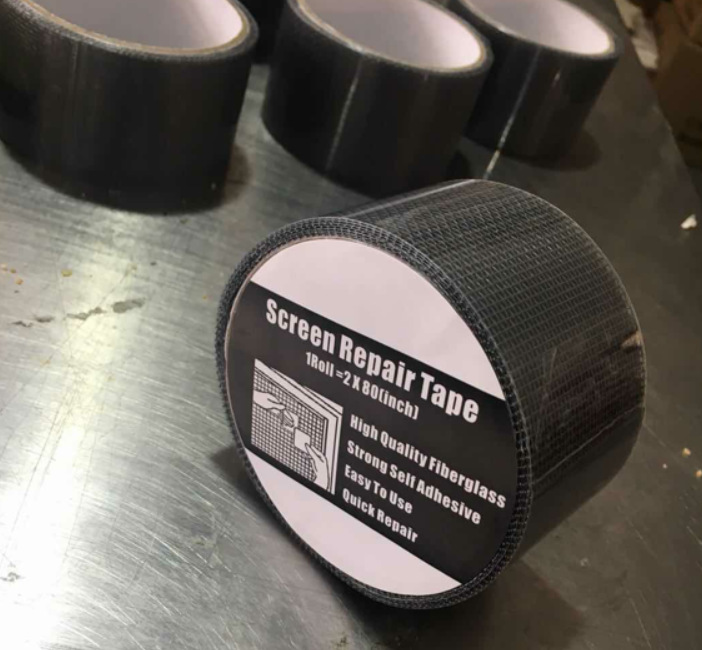 Screen Repair Tape
1Roll =2 X 80(inch)
High Quality Fiberglass
Strong Self Adhesive
Easy To Use
Quick Repair